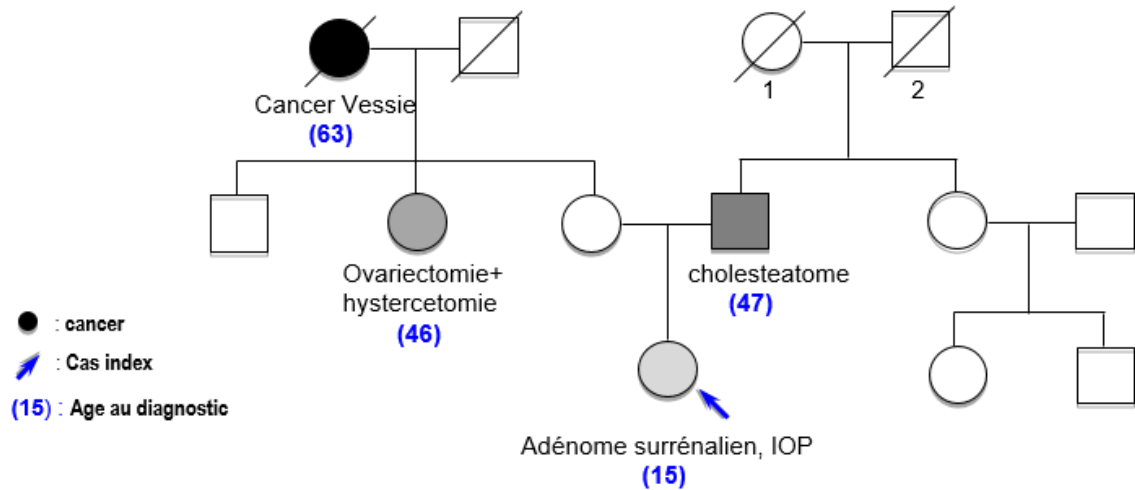 Cancer Vessie
(63)
1
2
Ovariectomie+
hystercetomie
(46)
cholesteatome
(47)
: cancer
: Cas index
(15) : Age au diagnostic
Adénome surrénalien, IOP
(15)